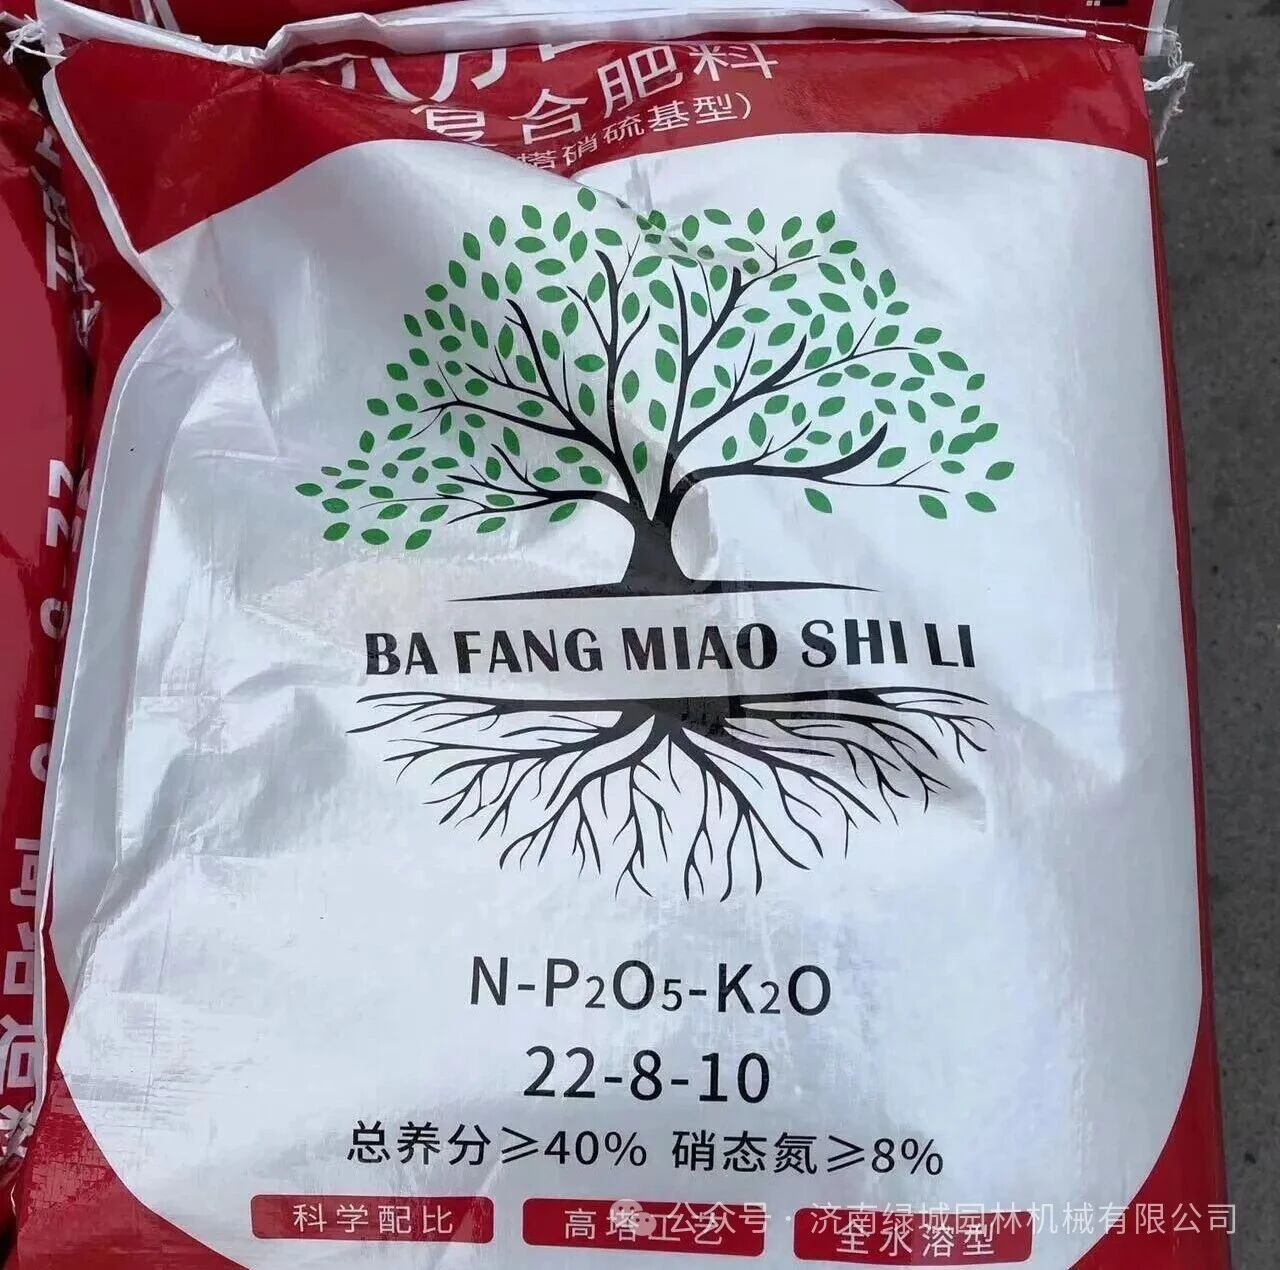 复合肥料
塔硝硫基型）
BA FANG MIAO SHI LI
N-P₂O₅-K₂O
22-8-10
总养分≥40% 硝态氮≥8%
科学配比
高塔工艺
全水溶型
公众号·济南绿城园林机械有限公司